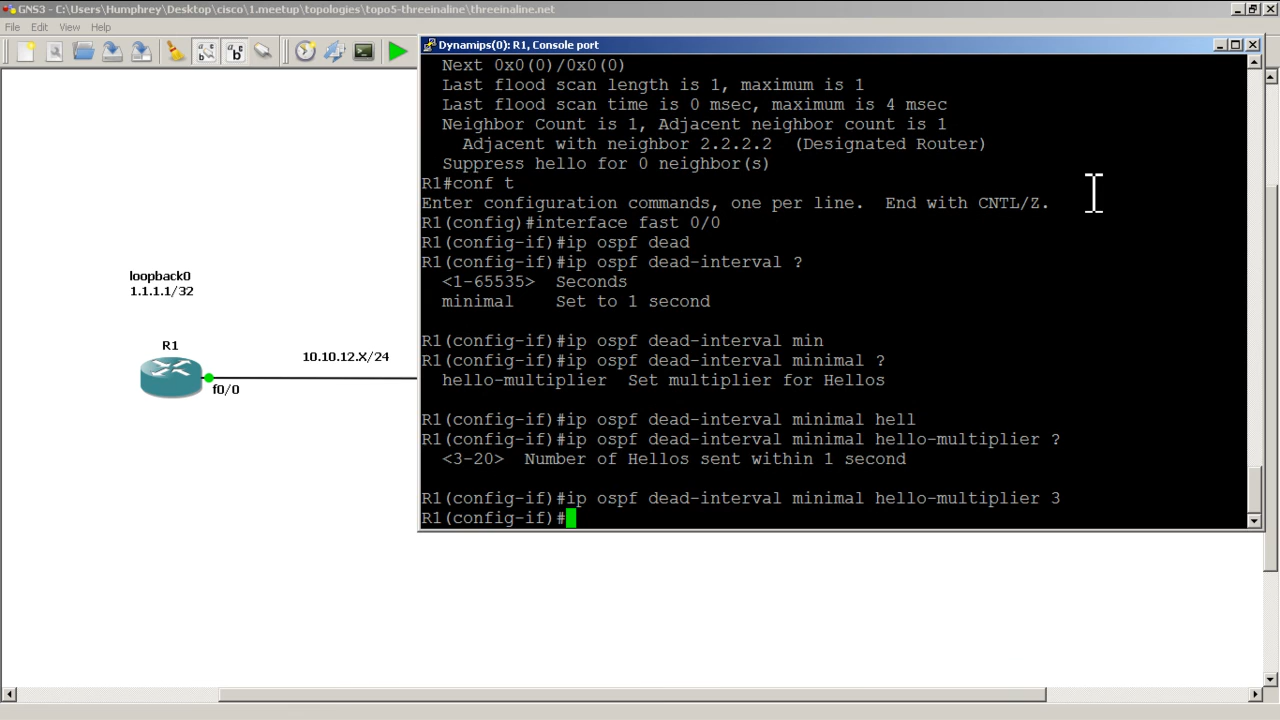 GNS3 - C:\Users\Humphrey\Desktop\cisco\1.meetup\topologies\topo5-threeinaline\threeinaline.net
File Edit View Help
Dynamips(0): R1, Console port
Next 0x0(0)/0x0(0)
Last flood scan length is 1, maximum is 1
Last flood scan time is 0 msec, maximum is 4 msec
Neighbor Count is 1, Adjacent neighbor count is 1
Adjacent with neighbor 2.2.2.2  (Designated Router)
Suppress hello for 0 neighbor(s)
R1#conf t
Enter configuration commands, one per line.  End with CNTL/Z.
R1(config)#interface fast 0/0
R1(config-if)#ip ospf dead
R1(config-if)#ip ospf dead-interval ?
<1-65535>  Seconds
minimal    Set to 1 second
R1(config-if)#ip ospf dead-interval min
R1(config-if)#ip ospf dead-interval minimal ?
hello-multiplier  Set multiplier for Hellos
R1(config-if)#ip ospf dead-interval minimal hell
R1(config-if)#ip ospf dead-interval minimal hello-multiplier ?
<3-20>  Number of Hellos sent within 1 second
R1(config-if)#ip ospf dead-interval minimal hello-multiplier 3
R1(config-if)#
loopback0
1.1.1.1/32
R1
10.10.12.X/24
f0/0